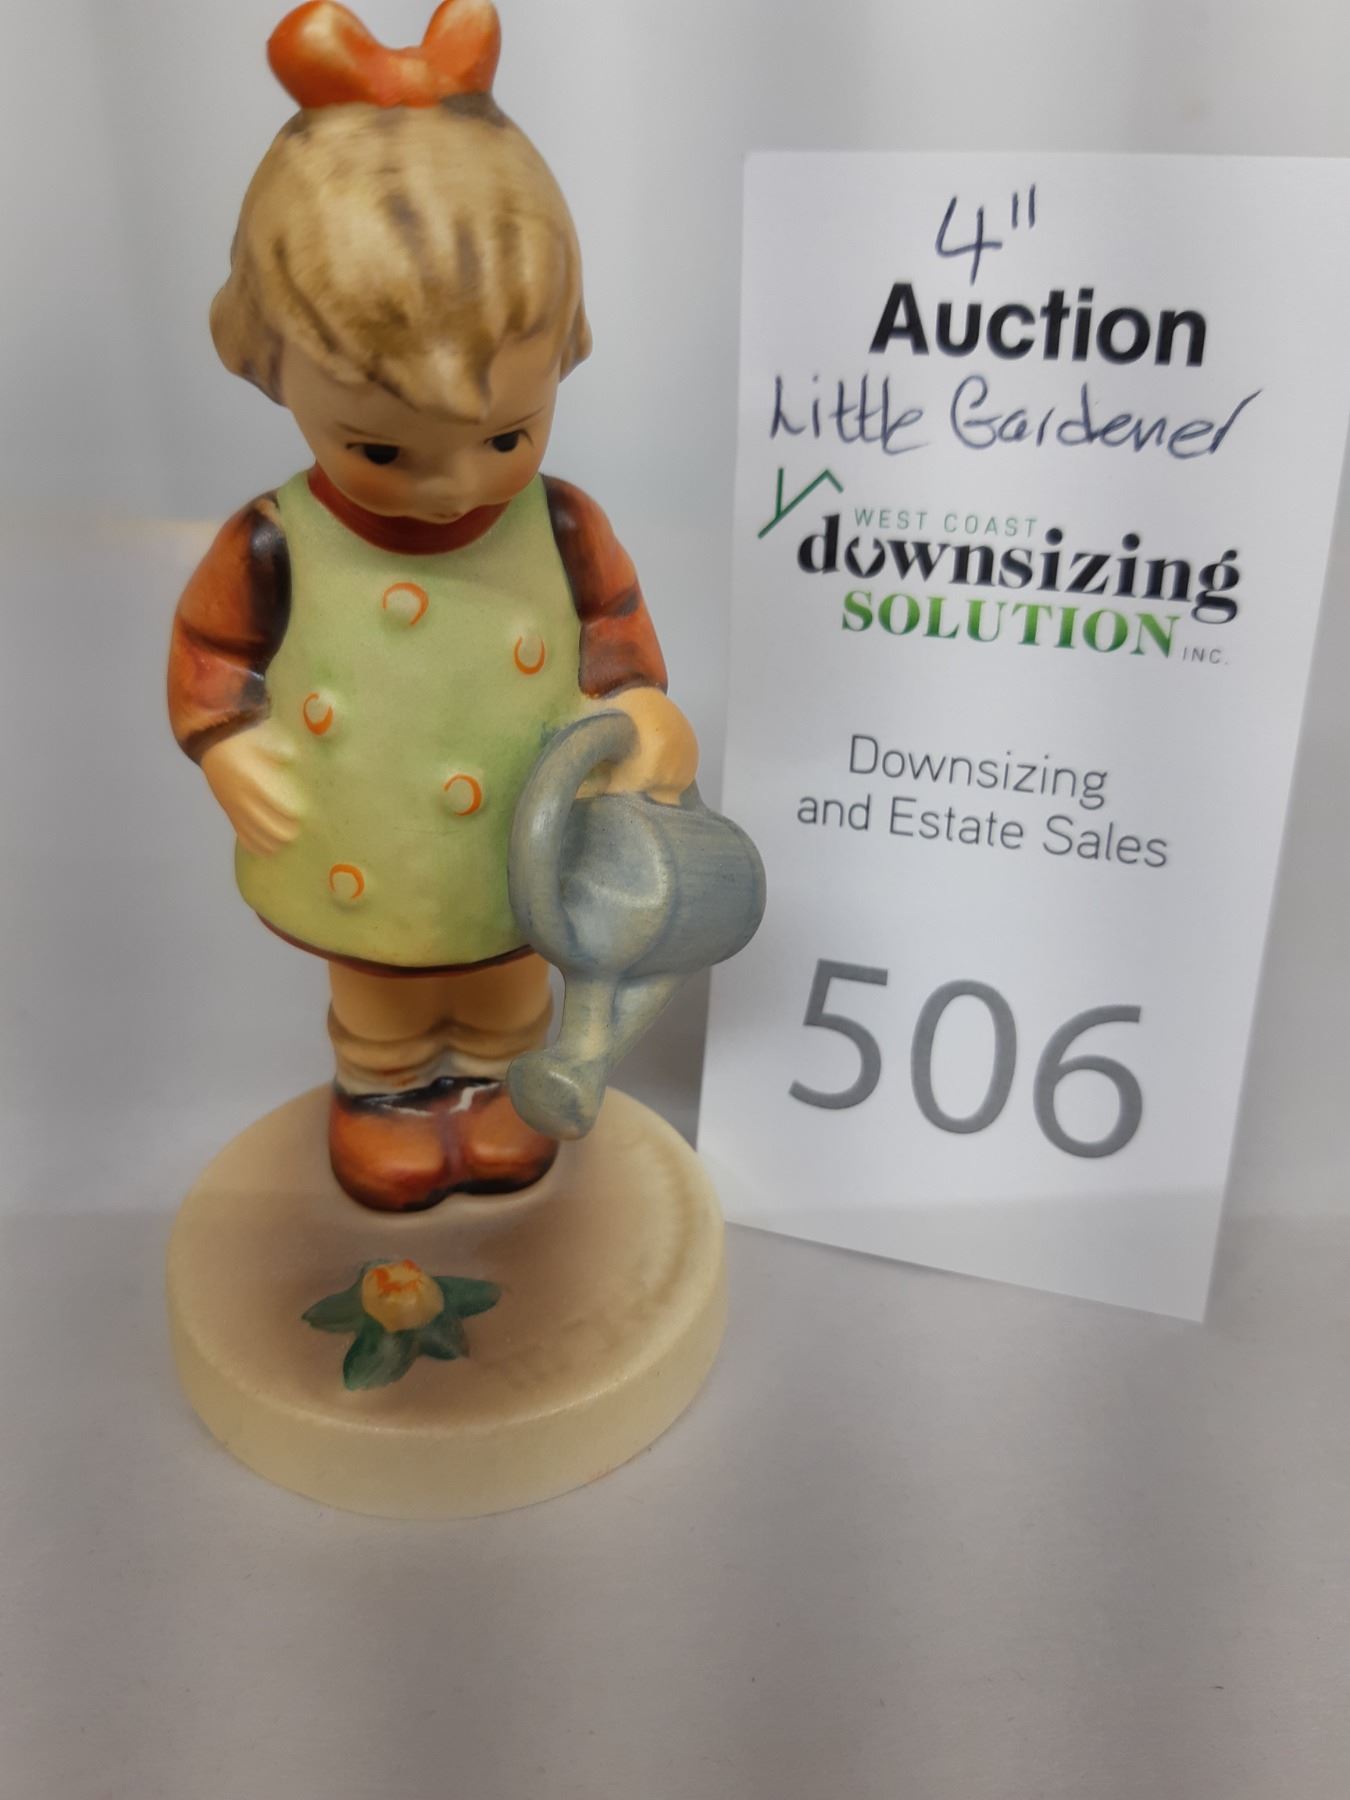 4"
Auction
Little Gardener
WEST COAST
downsizing
SOLUTION INC.
Downsizing
and Estate Sales
506